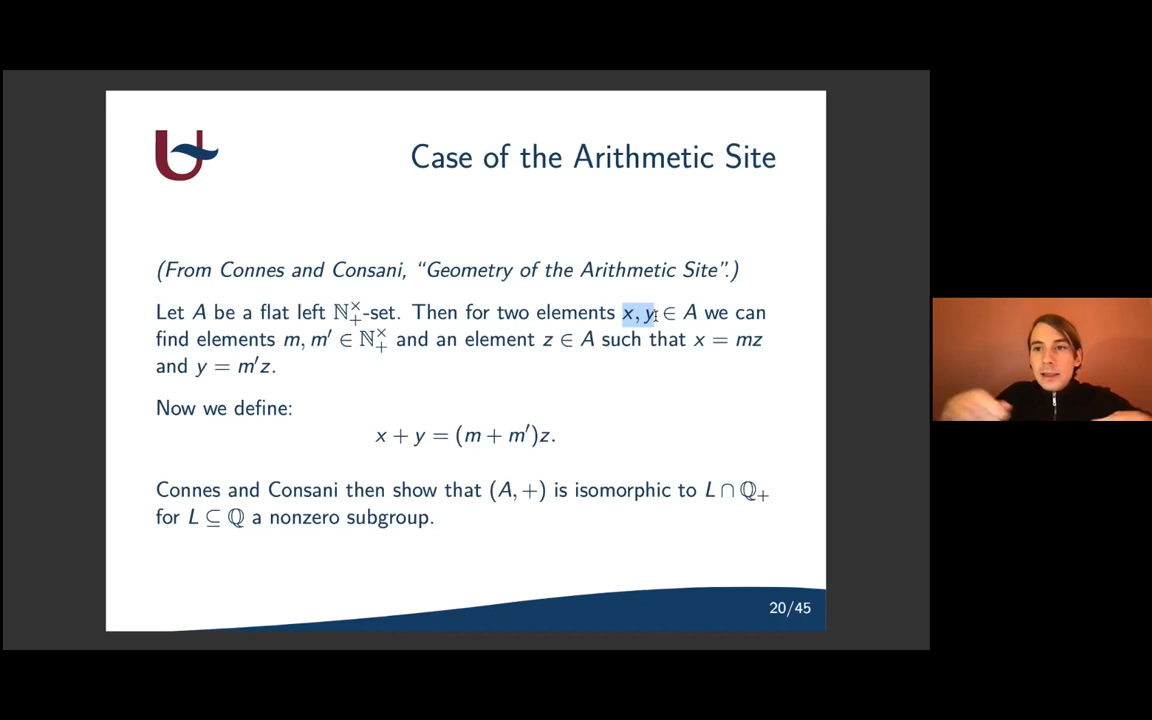 Case of the Arithmetic Site
(From Connes and Consani, “Geometry of the Arithmetic Site”.)
Let A be a flat left ℕ₊ˣ-set. Then for two elements x, y ∈ A we can
find elements m, m′ ∈ ℕ₊ˣ and an element z ∈ A such that x = mz
and y = m′z.
Now we define:
x + y = (m + m′)z.
Connes and Consani then show that (A, +) is isomorphic to L ∩ ℚ₊
for L ⊆ ℚ a nonzero subgroup.
20/45